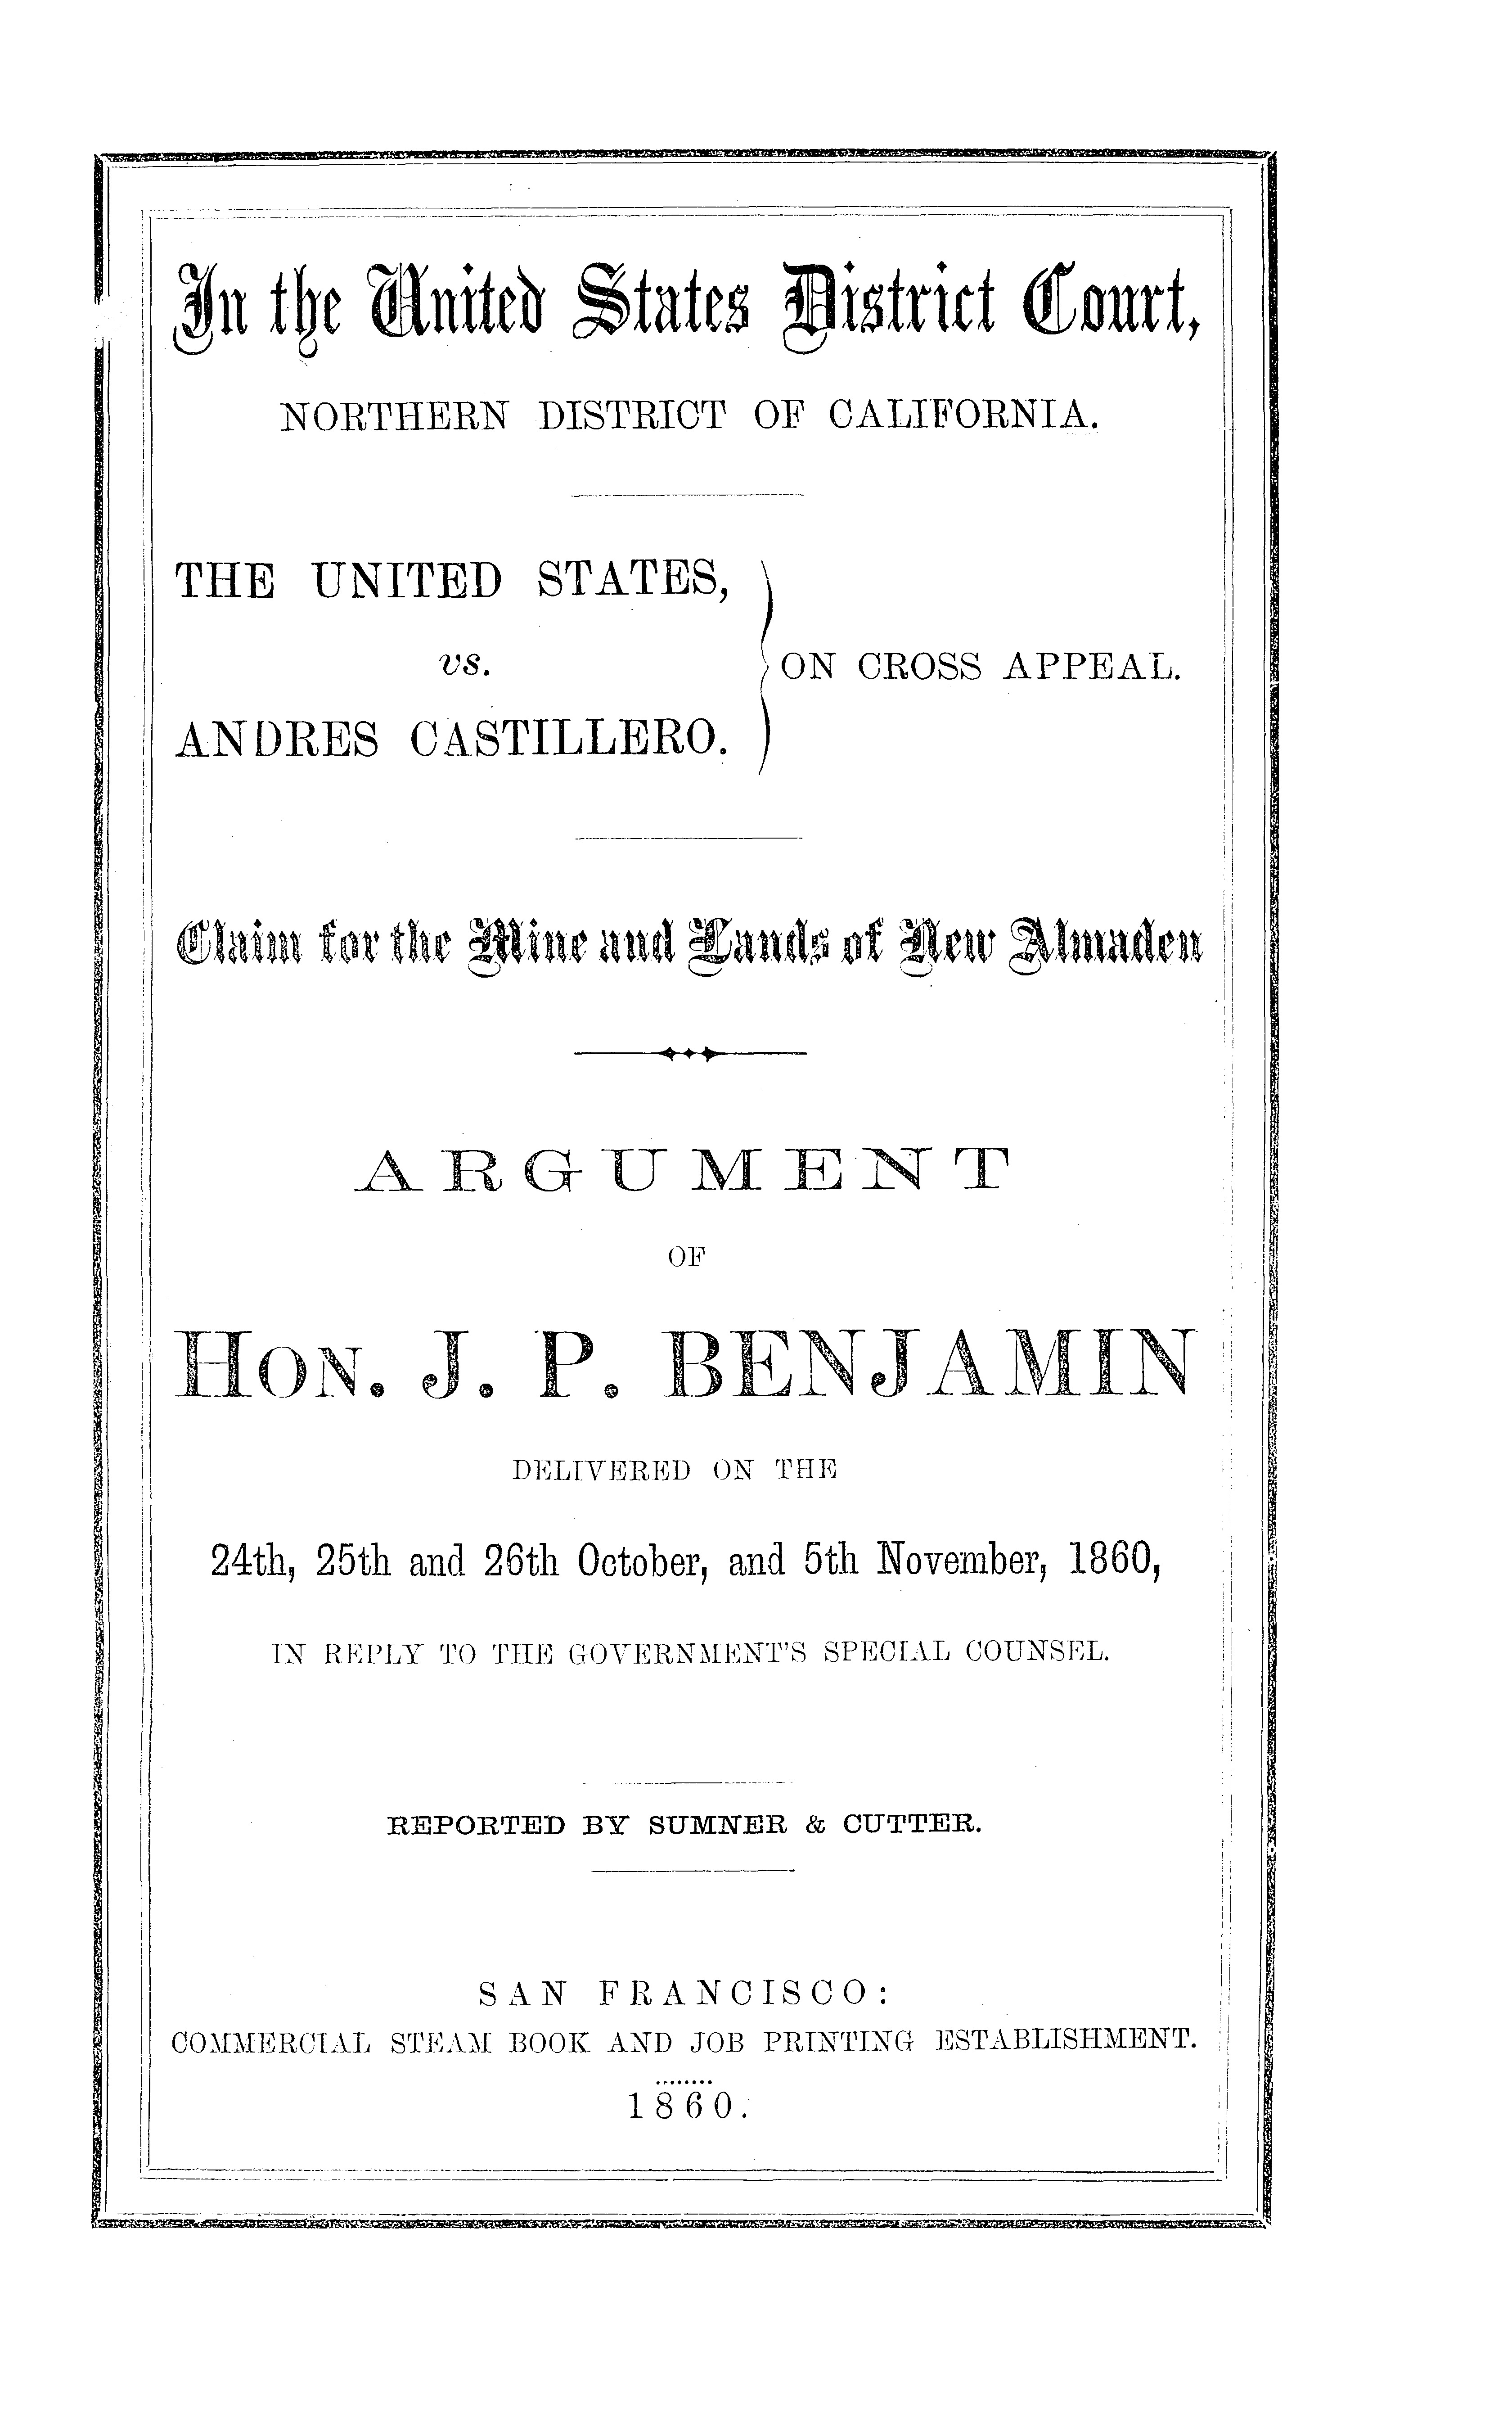 In the United States District Court,
NORTHERN DISTRICT OF CALIFORNIA.
THE UNITED STATES,
vs.
ANDRES CASTILLERO.
ON CROSS APPEAL.
Claim for the Mine and Lands of New Almaden
ARGUMENT
OF
HON. J. P. BENJAMIN
DELIVERED ON THE
24th, 25th and 26th October, and 5th November, 1860,
IN REPLY TO THE GOVERNMENT'S SPECIAL COUNSEL.
REPORTED BY SUMNER & CUTTER.
SAN FRANCISCO:
COMMERCIAL STEAM BOOK AND JOB PRINTING ESTABLISHMENT.
1860.